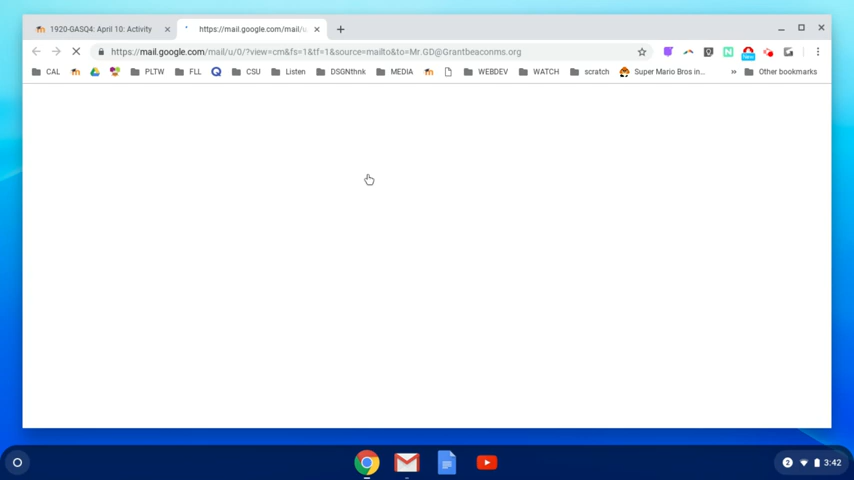 1920-GASQ4: April 10: Activity
https://mail.google.com/mail/u
https://mail.google.com/mail/u/0/?view=cm&fs=1&tf=1&source=mailto&to=Mr.GD@Grantbeaconms.org
New
CAL PLTW FLL CSU Listen DSGNthnk MEDIA WEBDEV WATCH scratch Super Mario Bros in... » Other bookmarks
2 3:42